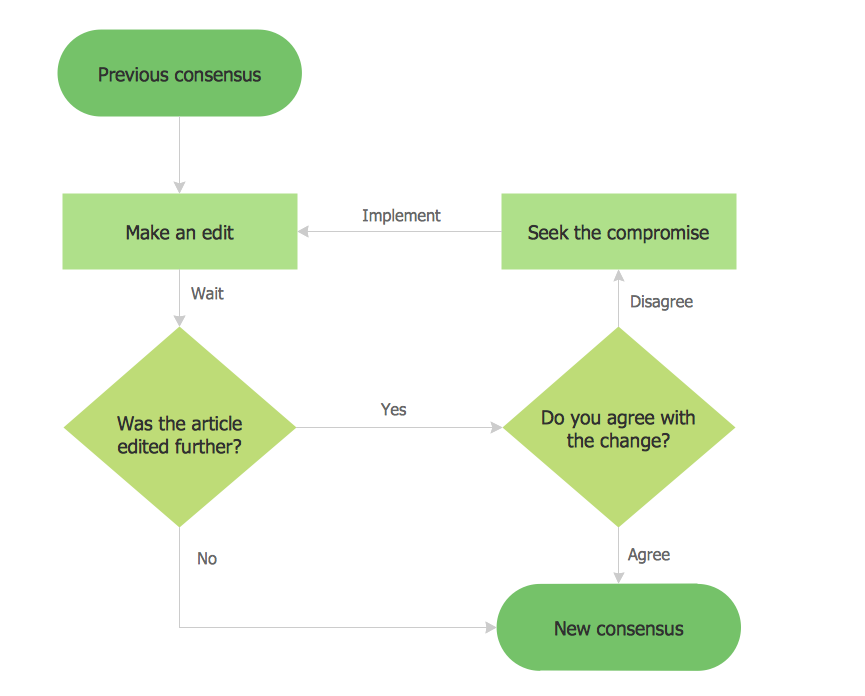 Previous consensus
Make an edit
Implement
Seek the compromise
Wait
Disagree
Was the article
edited further?
Yes
Do you agree with
the change?
No
Agree
New consensus